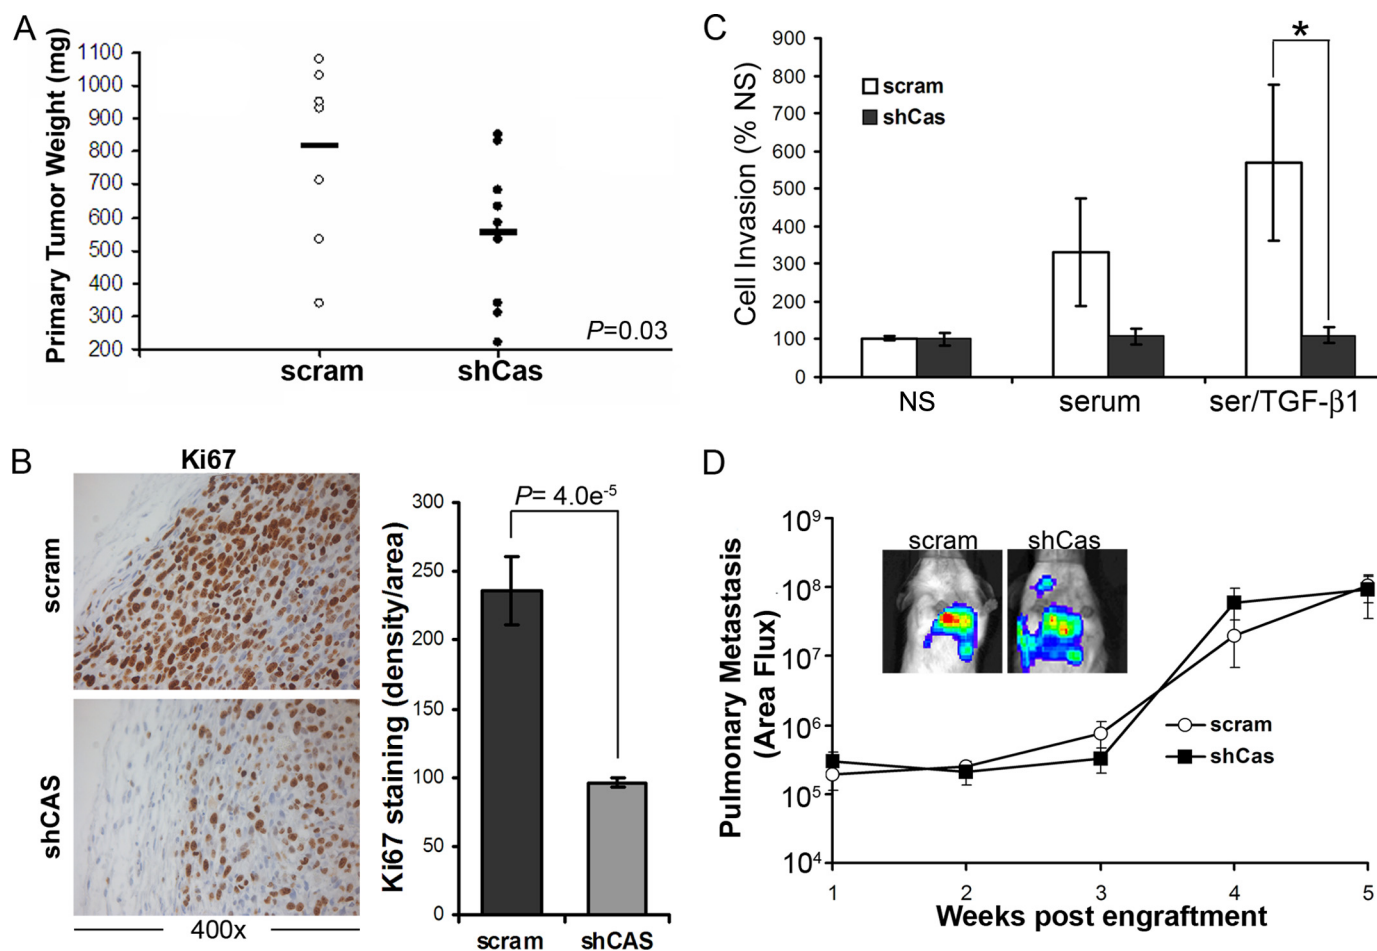 A
Primary Tumor Weight (mg)
1100
1000
900
800
700
600
500
400
300
200
scram
shCas
P=0.03
B
Ki67
scram
shCAS
400x
Ki67 staining (density/area)
300
250
200
150
100
50
0
P= 4.0e-5
scram
shCAS
C
Cell Invasion (% NS)
900
800
700
600
500
400
300
200
100
0
scram
shCas
*
NS
serum
ser/TGF-β1
D
Pulmonary Metastasis
(Area Flux)
10⁹
10⁸
10⁷
10⁶
10⁵
10⁴
scram
shCas
scram
shCas
1
2
3
4
5
Weeks post engraftment